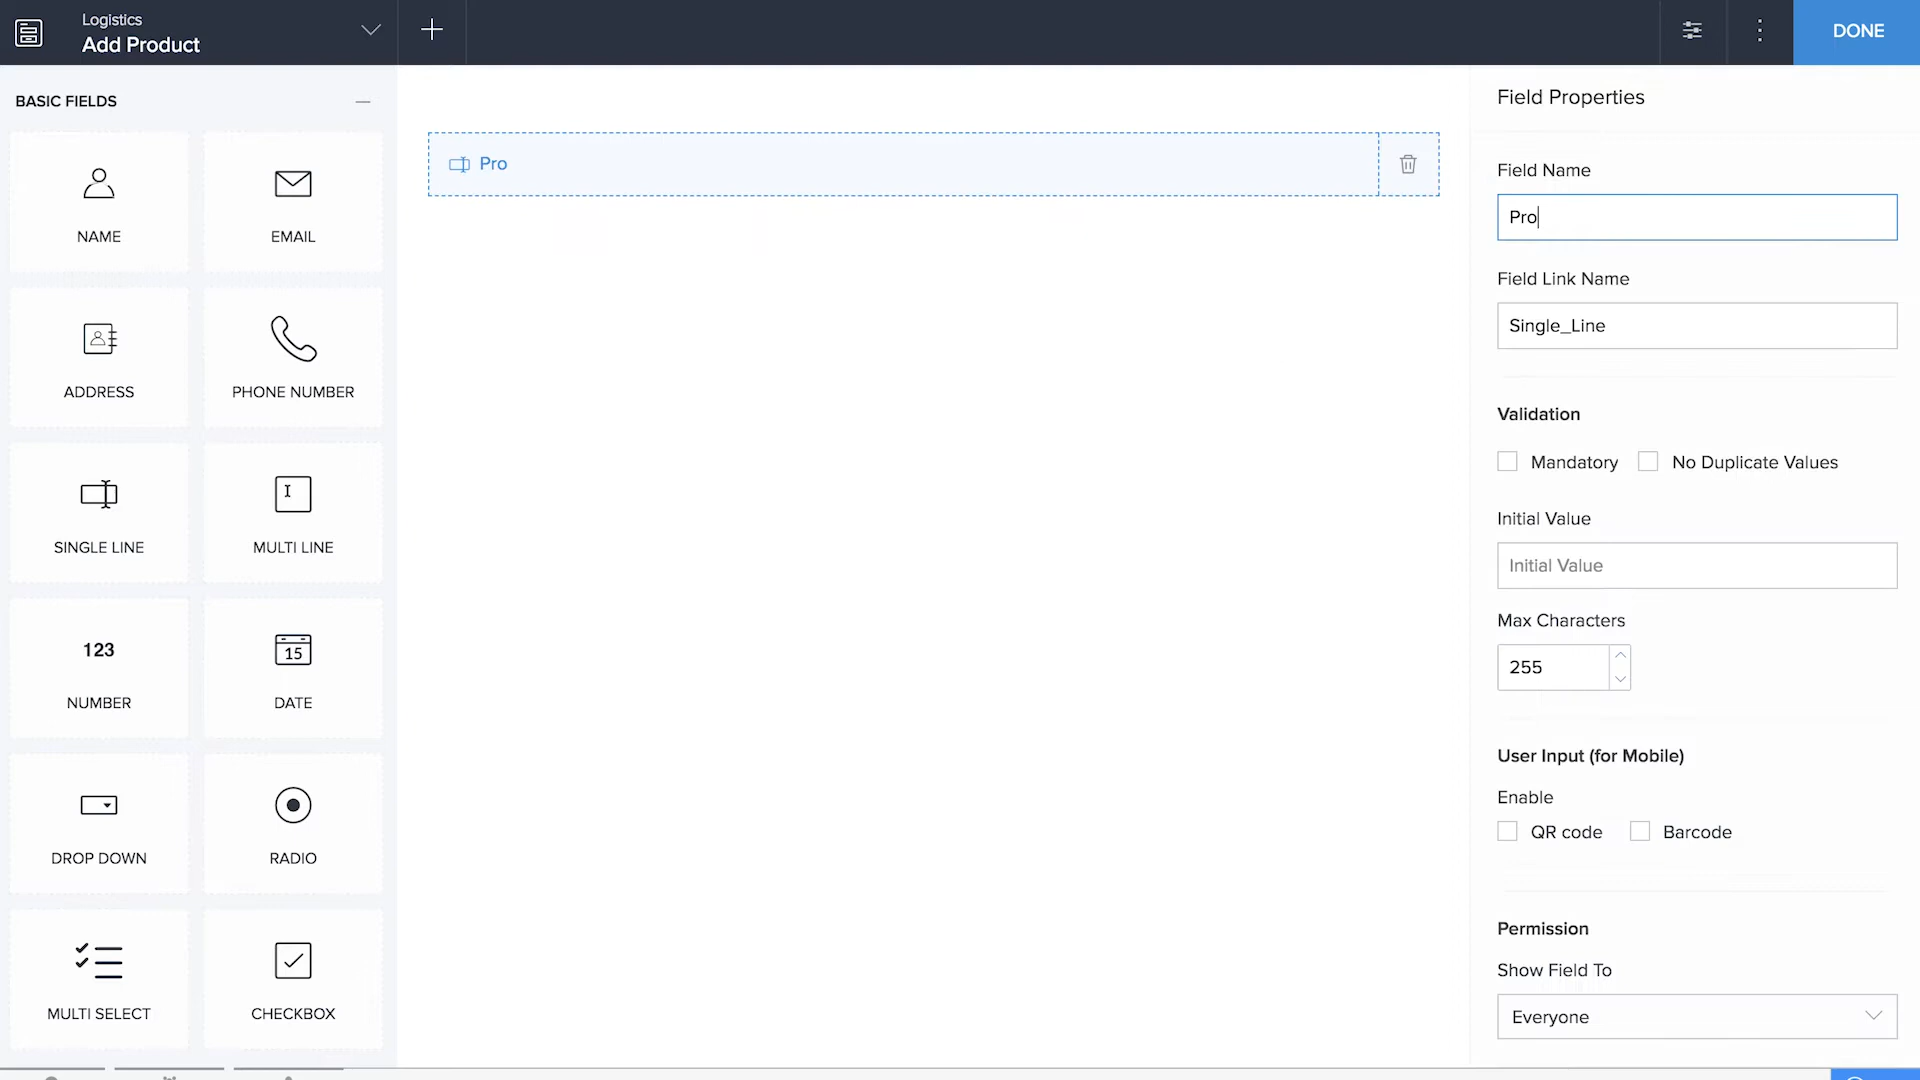 Logistics
Add Product
DONE
BASIC FIELDS
NAME
EMAIL
ADDRESS
PHONE NUMBER
SINGLE LINE
I
MULTI LINE
123
NUMBER
15
DATE
DROP DOWN
RADIO
MULTI SELECT
CHECKBOX
Pro
Field Properties
Field Name
Pro
Field Link Name
Single_Line
Validation
Mandatory
No Duplicate Values
Initial Value
Initial Value
Max Characters
255
User Input (for Mobile)
Enable
QR code
Barcode
Permission
Show Field To
Everyone